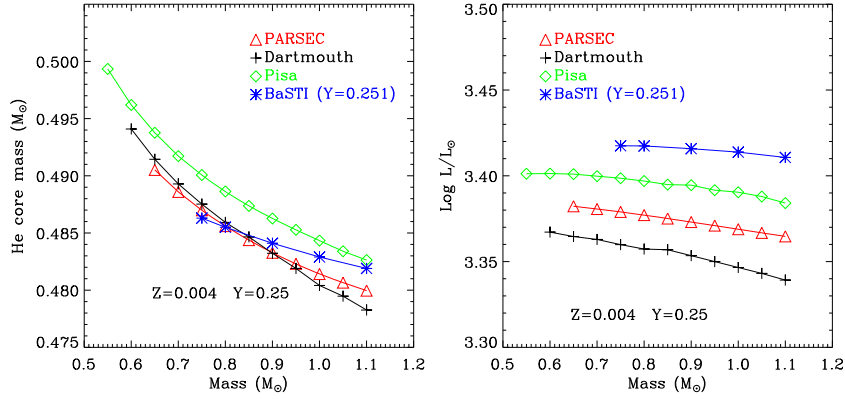 0.500
0.495
0.490
0.485
0.480
0.475
He core mass (M☉)
PARSEC
Dartmouth
Pisa
BaSTI (Y=0.251)
Z=0.004 Y=0.25
0.5 0.6 0.7 0.8 0.9 1.0 1.1 1.2
Mass (M☉)
3.50
3.45
3.40
3.35
3.30
Log L/L☉
PARSEC
Dartmouth
Pisa
BaSTI (Y=0.251)
Z=0.004 Y=0.25
0.5 0.6 0.7 0.8 0.9 1.0 1.1 1.2
Mass (M☉)